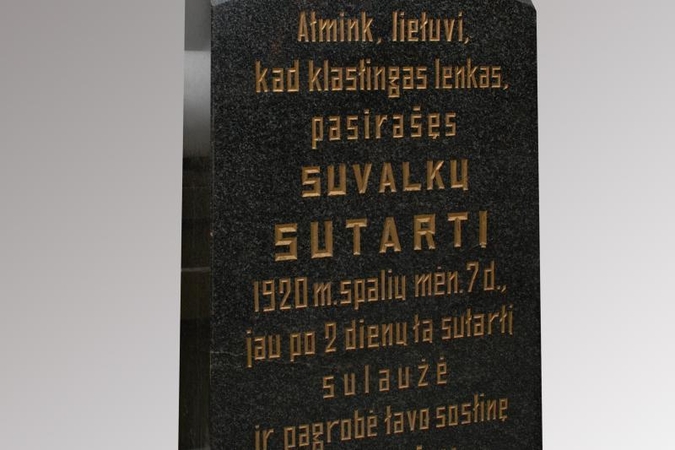 Atmink, lietuvi,
kad klastingas lenkas,
pasirašęs
SUVALKŲ
SUTARTI
1920 m. spalių mėn. 7 d.,
jau po 2 dienų tą sutartį
sulaužė
ir pagrobė tavo sostinę